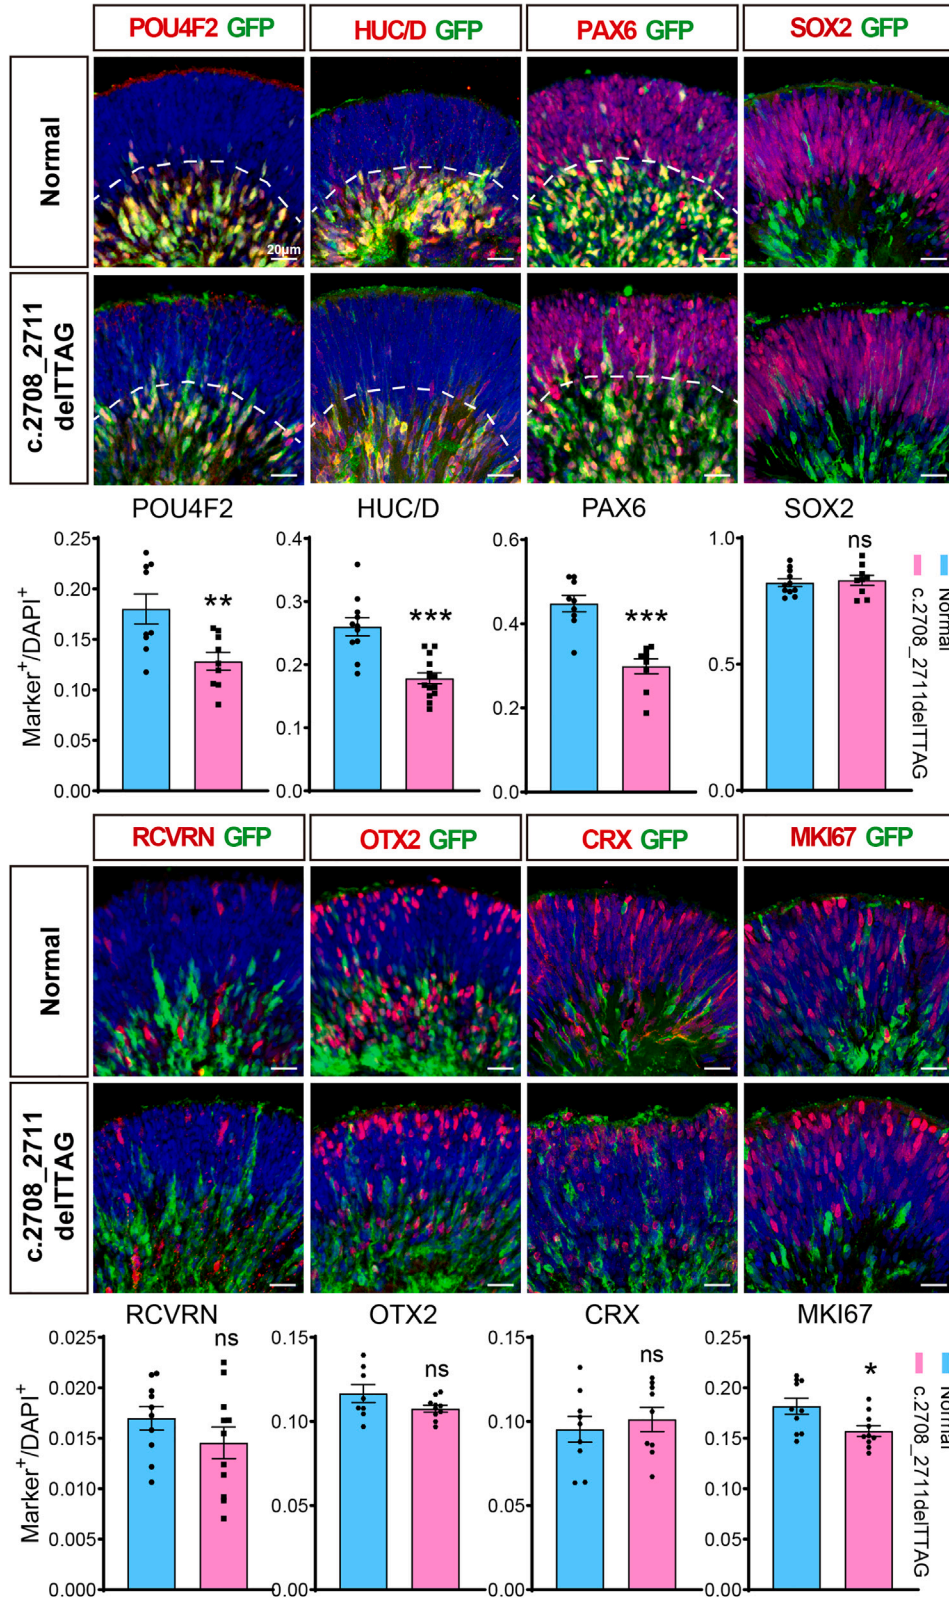 POU4F2 GFP
HUC/D GFP
PAX6 GFP
SOX2 GFP
Normal
20μm
c.2708_2711
delTTAG
POU4F2
HUC/D
PAX6
SOX2
Marker+/DAPI+
0.25
0.20
0.15
0.10
0.05
0.00
**
0.4
0.3
0.2
0.1
0.0
***
0.6
0.4
0.2
0.0
***
1.0
0.5
0.0
ns
Normal
c.2708_2711delTTAG
RCVRN GFP
OTX2 GFP
CRX GFP
MKI67 GFP
Normal
c.2708_2711
delTTAG
RCVRN
OTX2
CRX
MKI67
Marker+/DAPI+
0.025
0.020
0.015
0.010
0.005
0.000
ns
0.15
0.10
0.05
0.00
ns
0.15
0.10
0.05
0.00
ns
0.25
0.20
0.15
0.10
0.05
0.00
*
Normal
c.2708_2711delTTAG